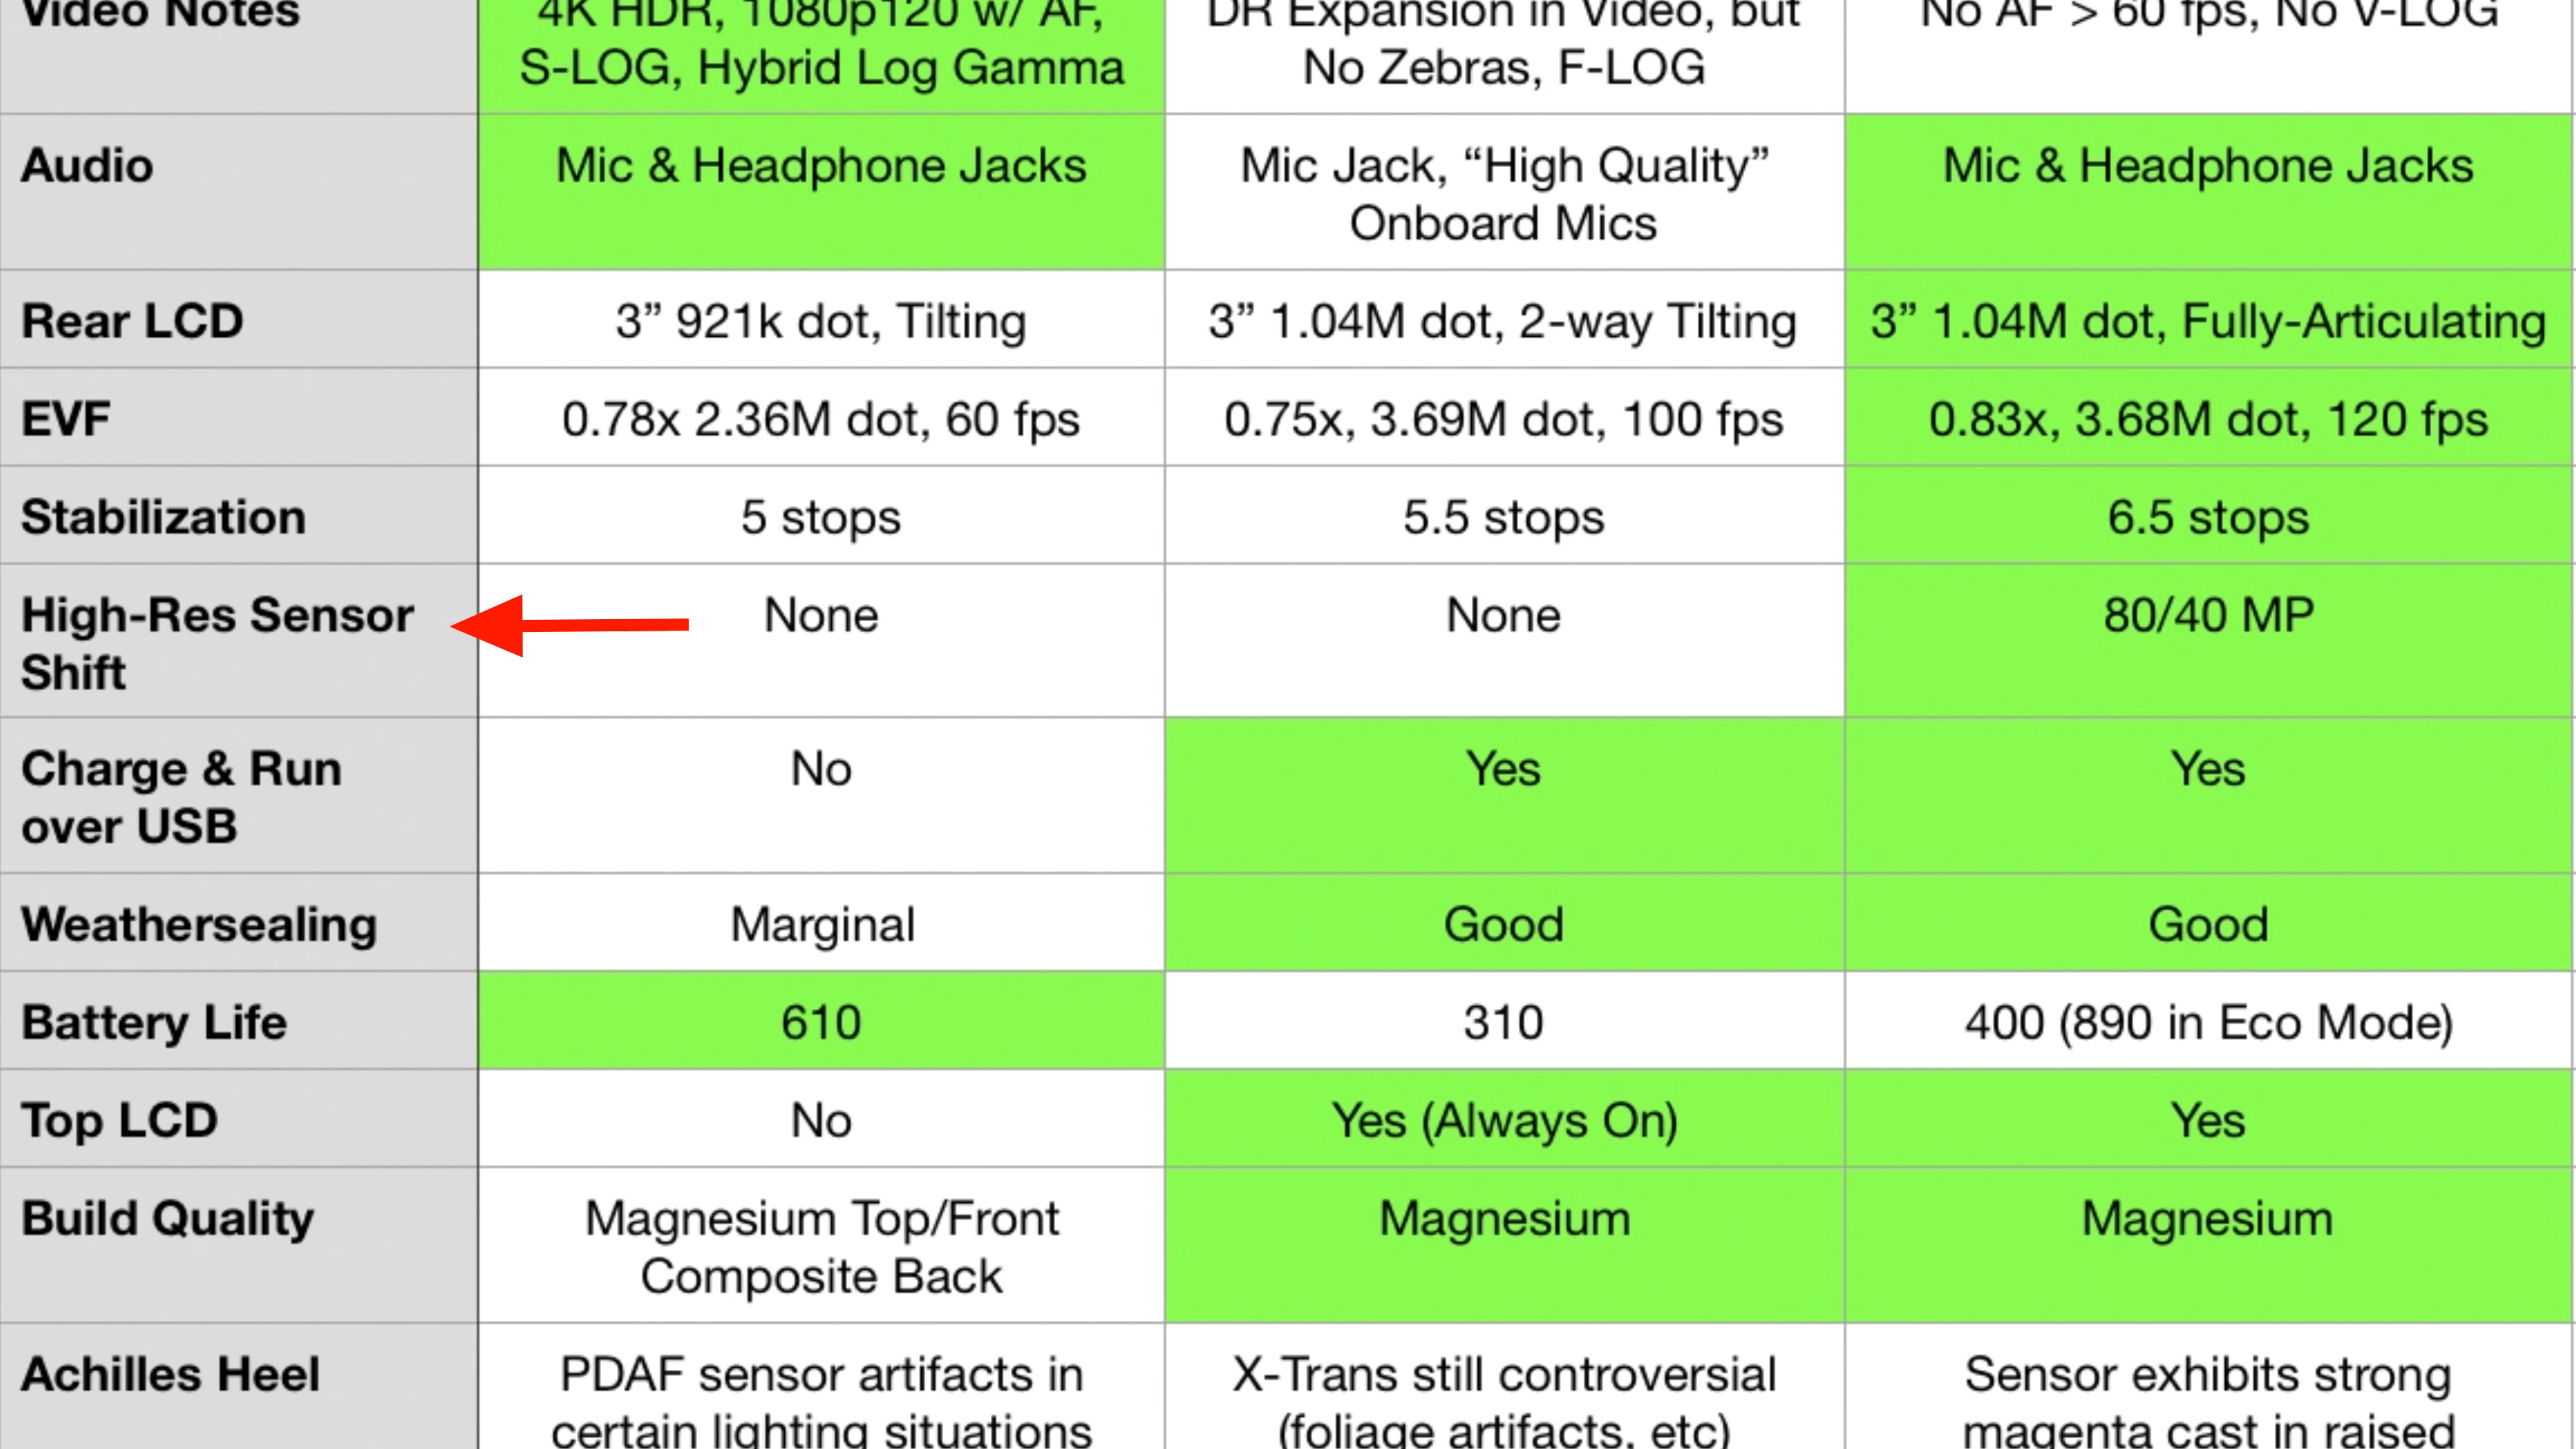 Video Notes
4K HDR, 1080p120 w/ AF,
S-LOG, Hybrid Log Gamma
DR Expansion in Video, but
No Zebras, F-LOG
No AF > 60 fps, No V-LOG
Audio
Mic & Headphone Jacks
Mic Jack, “High Quality”
Onboard Mics
Mic & Headphone Jacks
Rear LCD
3” 921k dot, Tilting
3” 1.04M dot, 2-way Tilting
3” 1.04M dot, Fully-Articulating
EVF
0.78x 2.36M dot, 60 fps
0.75x, 3.69M dot, 100 fps
0.83x, 3.68M dot, 120 fps
Stabilization
5 stops
5.5 stops
6.5 stops
High-Res Sensor
Shift
None
None
80/40 MP
Charge & Run
over USB
No
Yes
Yes
Weathersealing
Marginal
Good
Good
Battery Life
610
310
400 (890 in Eco Mode)
Top LCD
No
Yes (Always On)
Yes
Build Quality
Magnesium Top/Front
Composite Back
Magnesium
Magnesium
Achilles Heel
PDAF sensor artifacts in
certain lighting situations
X-Trans still controversial
(foliage artifacts, etc)
Sensor exhibits strong
magenta cast in raised